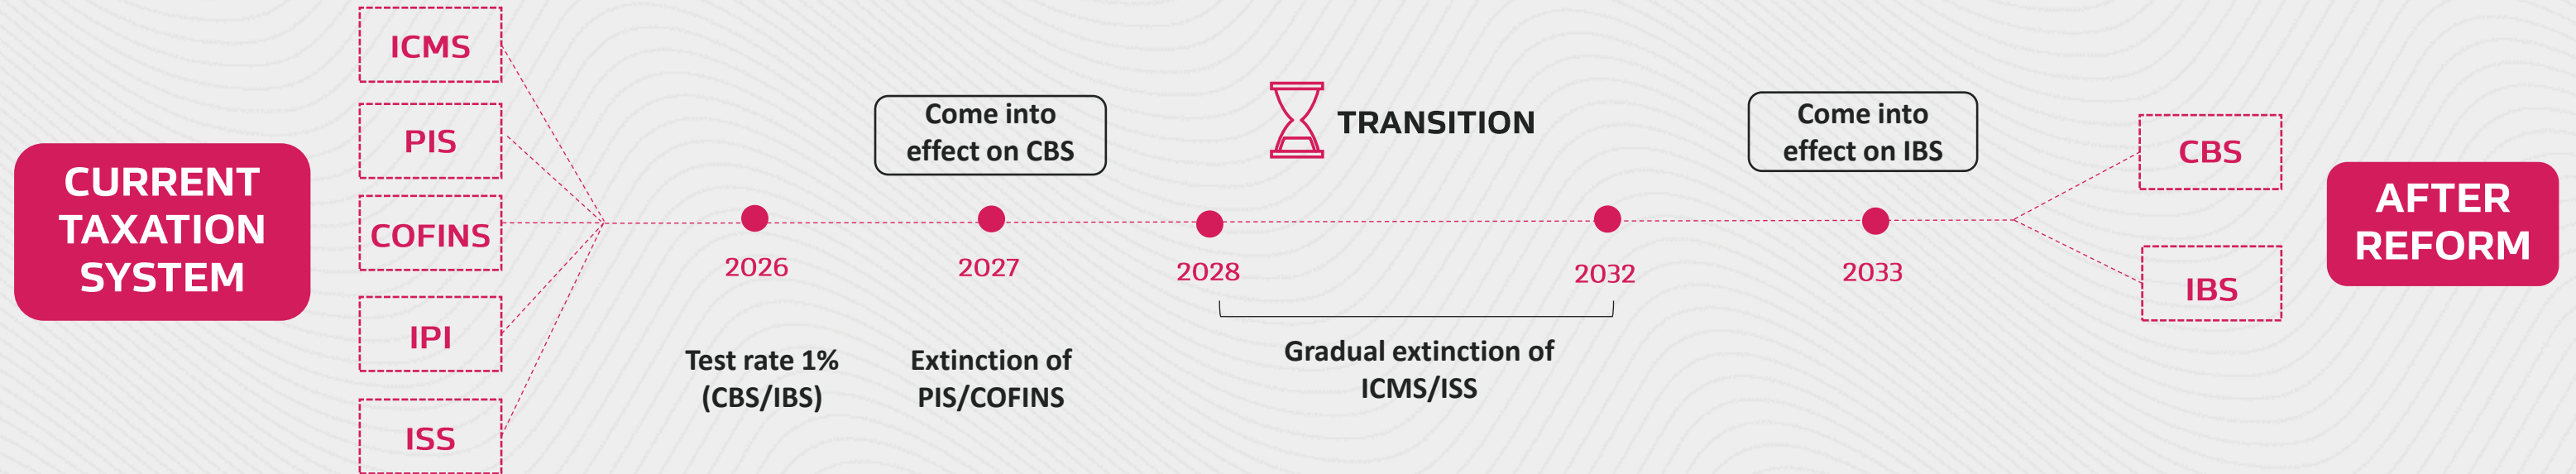 CURRENT
TAXATION
SYSTEM
ICMS
PIS
COFINS
IPI
ISS
2026
Test rate 1%
(CBS/IBS)
Come into
effect on CBS
2027
Extinction of
PIS/COFINS
TRANSITION
2028
2032
Gradual extinction of
ICMS/ISS
Come into
effect on IBS
2033
CBS
IBS
AFTER
REFORM